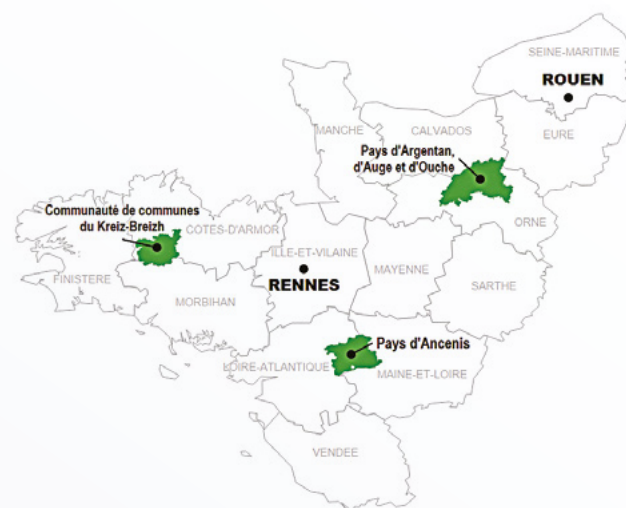 SEINE-MARITIME
ROUEN
MANCHE
CALVADOS
EURE
Pays d'Argentan,
d'Auge et d'Ouche
Communauté de communes
du Kreiz-Breizh
CÔTES-D'ARMOR
ORNE
ILLE-ET-VILAINE
MAYENNE
FINISTERE
RENNES
SARTHE
MORBIHAN
Pays d'Ancenis
LOIRE-ATLANTIQUE
MAINE-ET-LOIRE
VENDEE